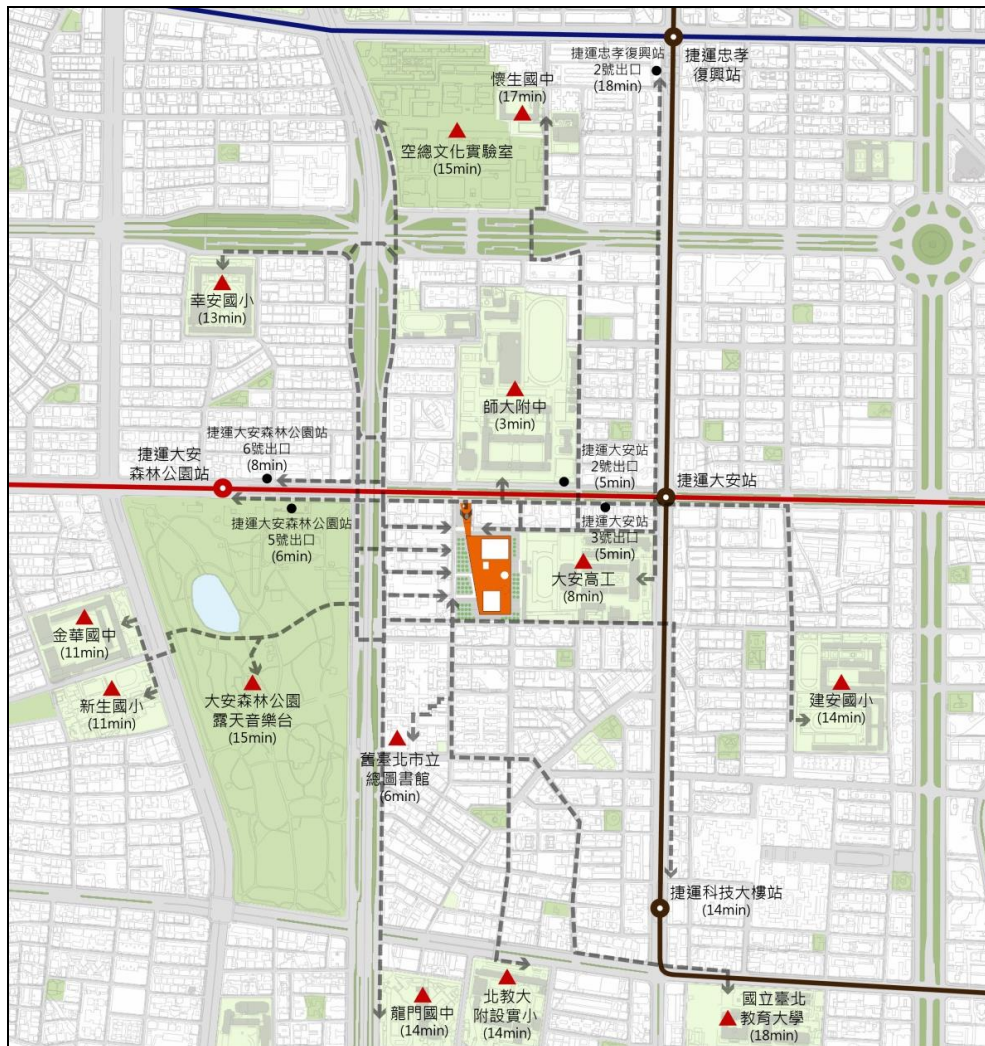 捷運忠孝復興站
2號出口
(18min)
捷運忠孝
復興站
懷生國中
(17min)
空總文化實驗室
(15min)
幸安國小
(13min)
師大附中
(3min)
捷運大安森林公園站
6號出口
(8min)
捷運大安
森林公園站
捷運大安站
2號出口
(5min)
捷運大安站
捷運大安森林公園站
5號出口
(6min)
捷運大安站
3號出口
(5min)
大安高工
(8min)
金華國中
(11min)
新生國小
(11min)
大安森林公園
露天音樂台
(15min)
建安國小
(14min)
舊臺北市立
總圖書館
(6min)
捷運科技大樓站
(14min)
龍門國中
(14min)
北教大
附設實小
(14min)
國立臺北
教育大學
(18min)